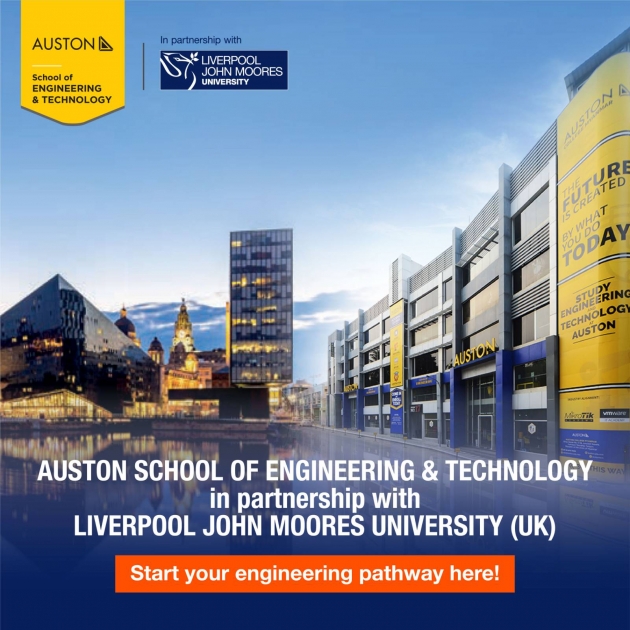 AUSTON
School of
ENGINEERING
& TECHNOLOGY
In partnership with
LIVERPOOL
JOHN MOORES
UNIVERSITY
AUSTON
THE
FUTURE
IS CREATED
BY WHAT
YOU DO
TODAY
STUDY
ENGINEERING
TECHNOLOGY
AUSTON
MikroTik
vmware
AUSTON
AUSTON SCHOOL OF ENGINEERING & TECHNOLOGY
in partnership with
LIVERPOOL JOHN MOORES UNIVERSITY (UK)
Start your engineering pathway here!